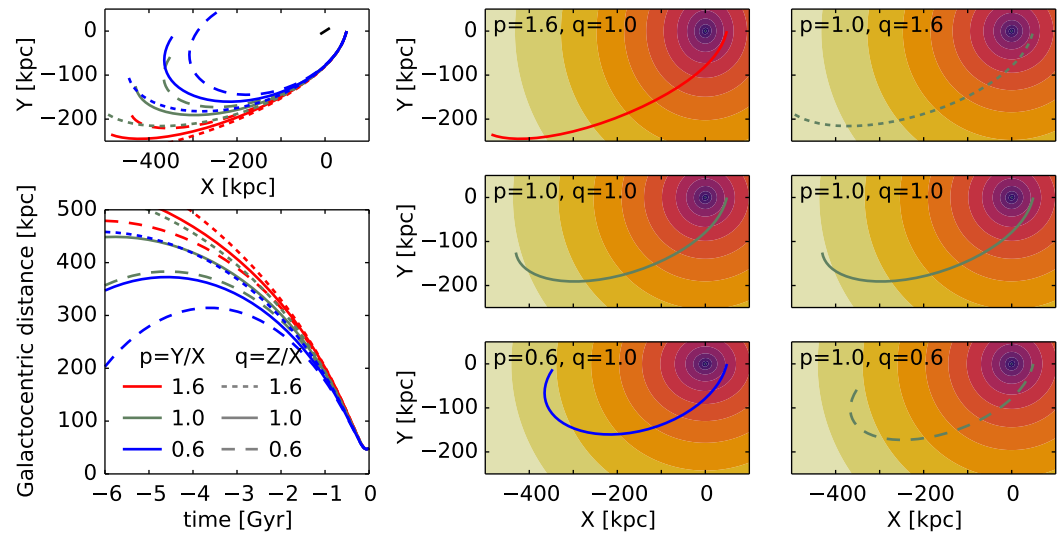 0
−100
−200
Y [kpc]
−400 −200 0
X [kpc]
500
400
300
200
100
0
Galactocentric distance [kpc]
p=Y/X q=Z/X
1.6 1.6
1.0 1.0
0.6 0.6
−6 −5 −4 −3 −2 −1 0
time [Gyr]
p=1.6, q=1.0
0
−100
−200
Y [kpc]
p=1.0, q=1.6
p=1.0, q=1.0
0
−100
−200
Y [kpc]
p=1.0, q=1.0
p=0.6, q=1.0
0
−100
−200
Y [kpc]
−400 −200 0
X [kpc]
p=1.0, q=0.6
−400 −200 0
X [kpc]